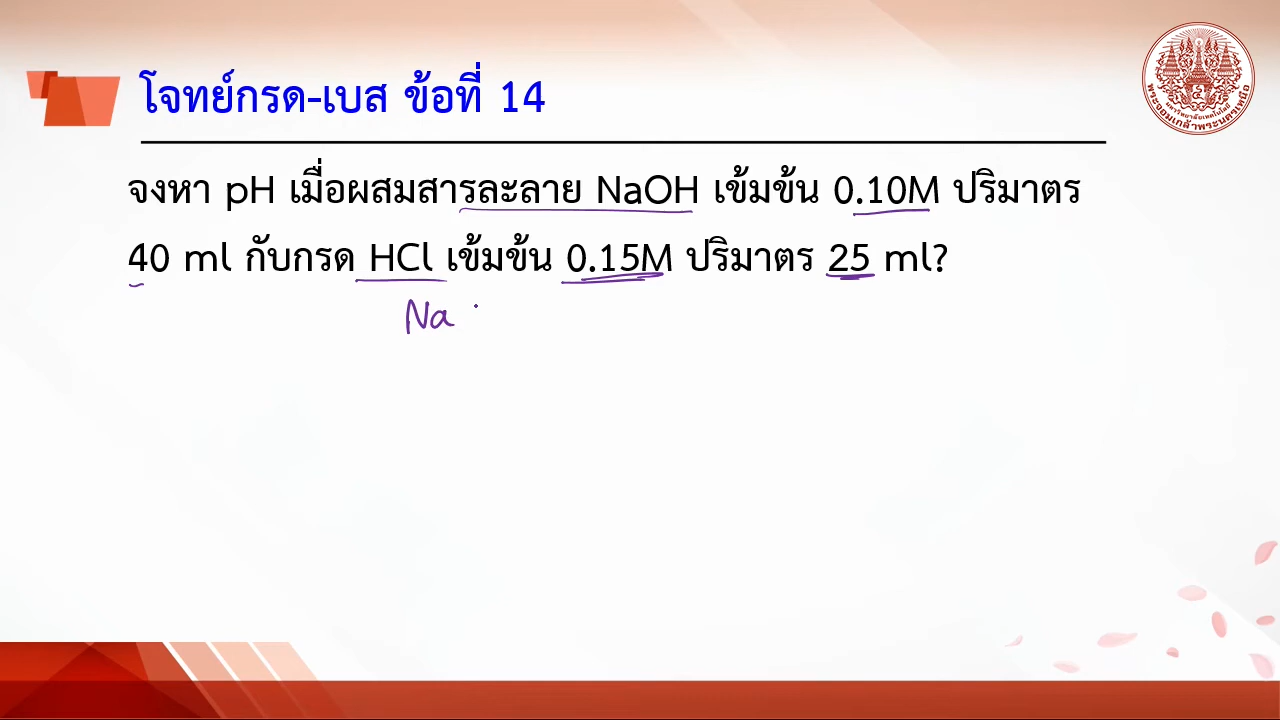 โจทย์กรด-เบส ข้อที่ 14
จงหา pH เมื่อผสมสารละลาย NaOH เข้มข้น 0.10M ปริมาตร
40 ml กับกรด HCl เข้มข้น 0.15M ปริมาตร 25 ml?
Na